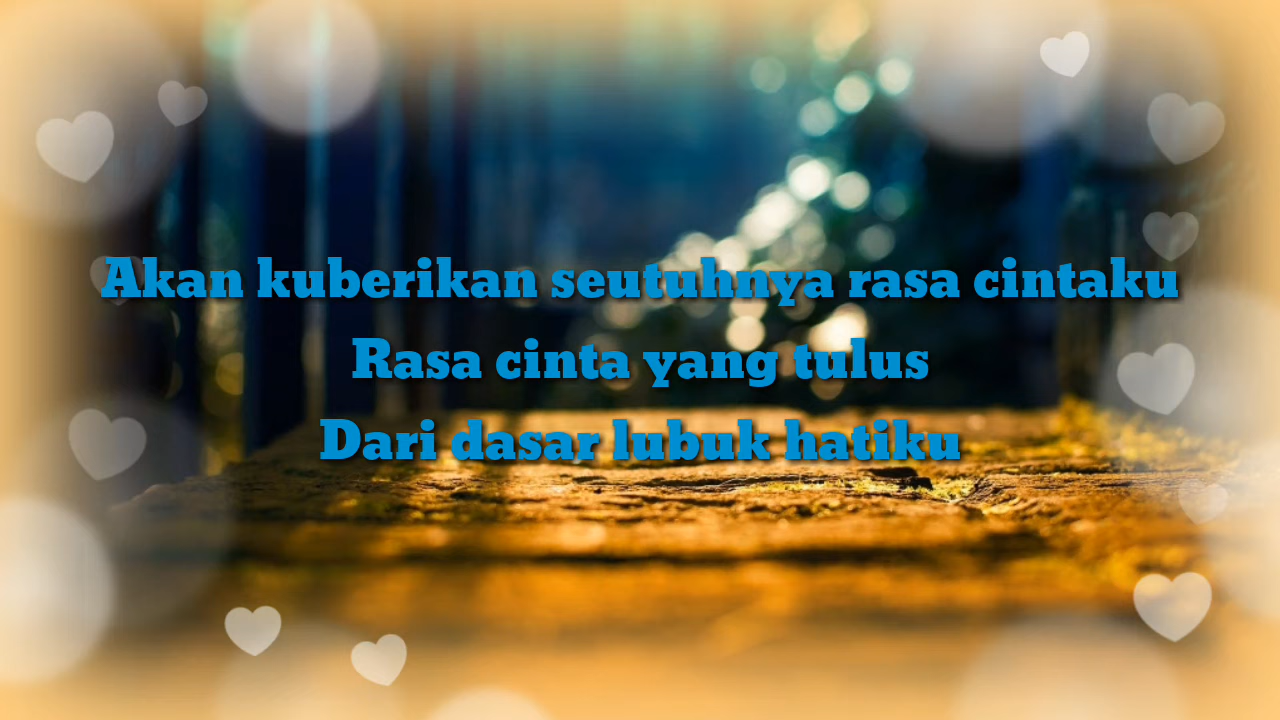 Akan kuberikan seutuhnya rasa cintaku
Rasa cinta yang tulus
Dari dasar lubuk hatiku